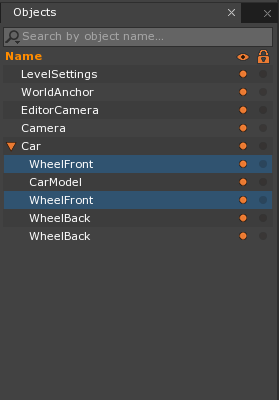 Objects
Search by object name...
Name
LevelSettings
WorldAnchor
EditorCamera
Camera
Car
WheelFront
CarModel
WheelFront
WheelBack
WheelBack